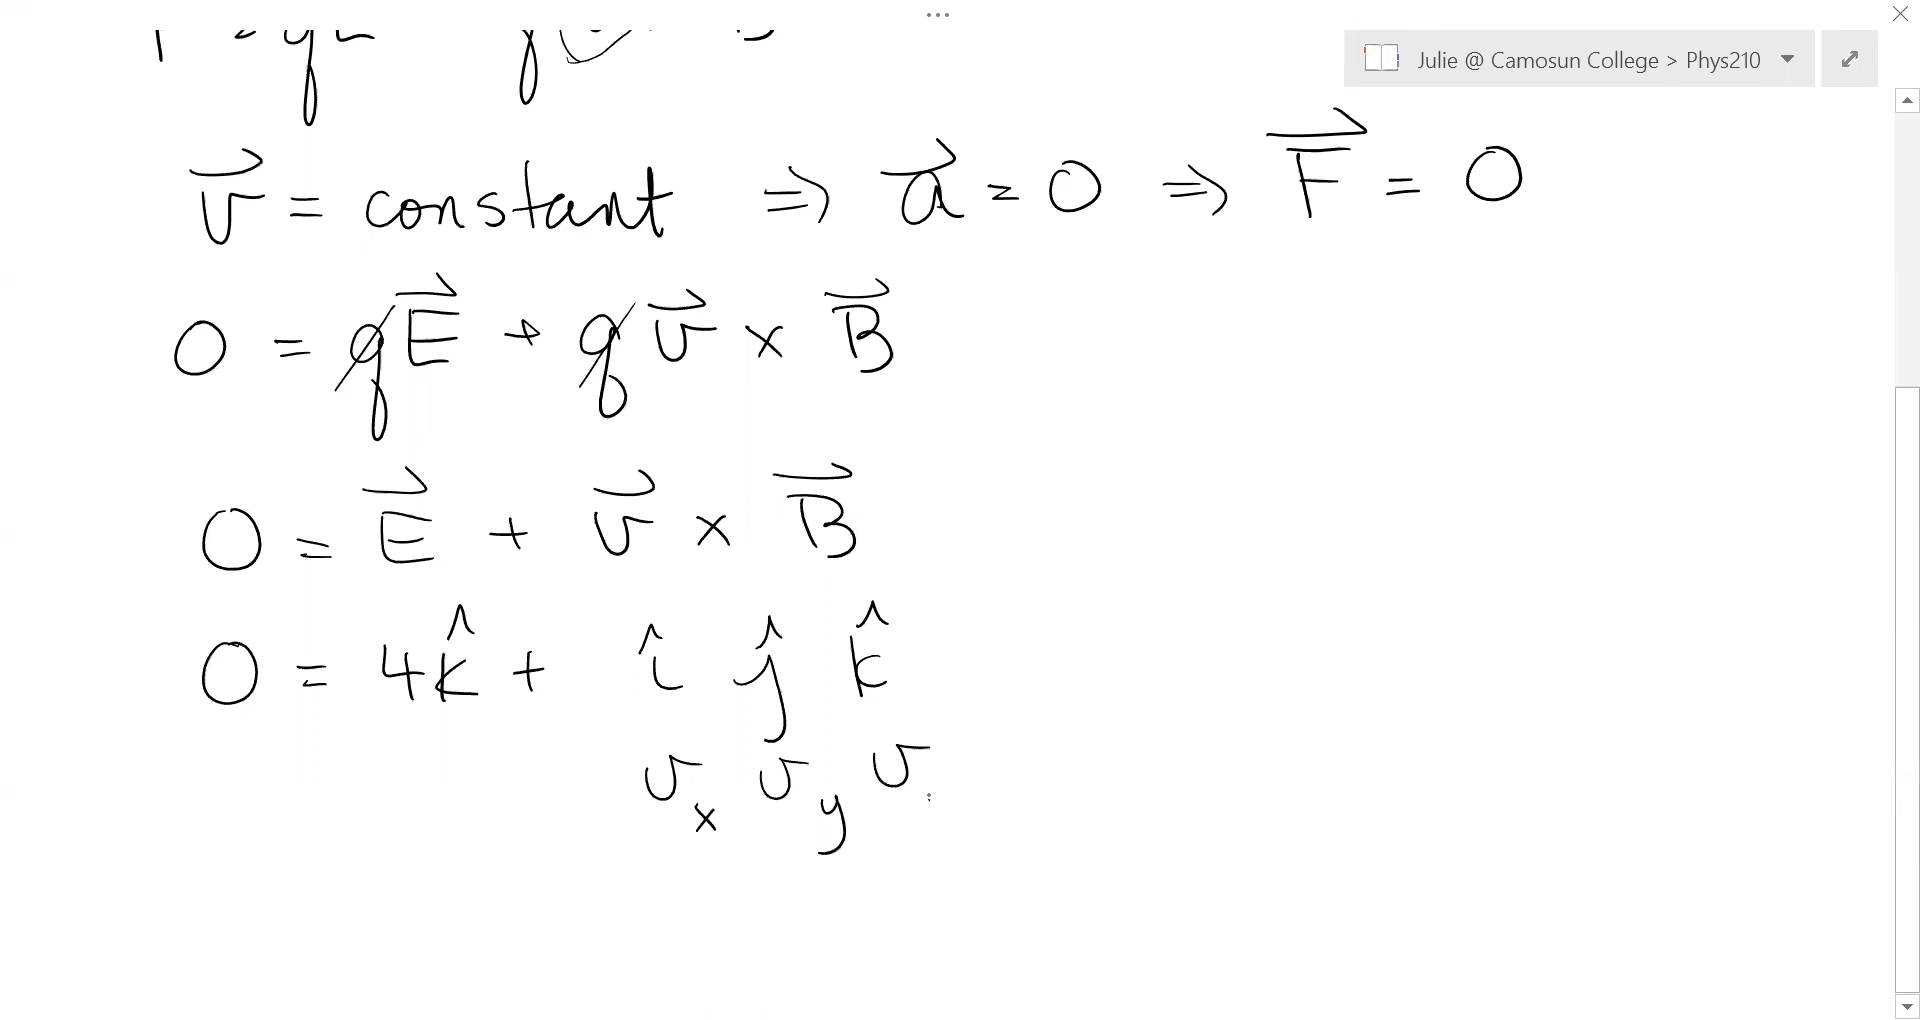 Julie @ Camosun College > Phys210
v⃗ = constant ⇒ a⃗ = 0 ⇒ F⃗ = 0
0 = qE⃗ + qv⃗ × B⃗
0 = E⃗ + v⃗ × B⃗
0 = 4k̂ + î ĵ k̂
v_x v_y v